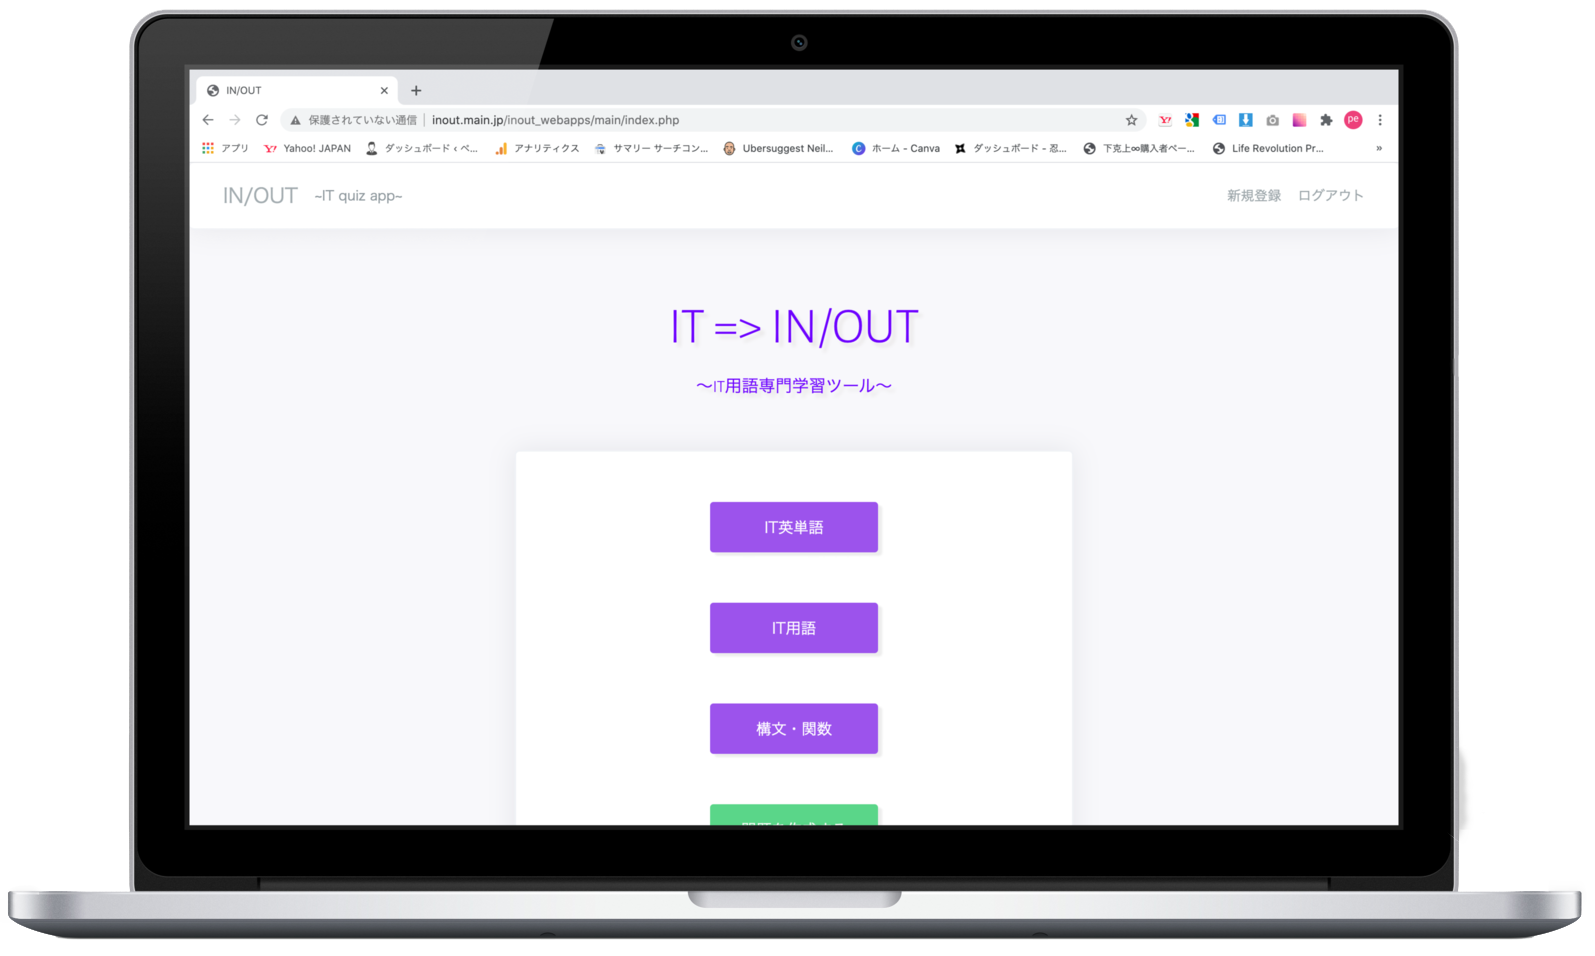 IN/OUT
保護されていない通信 | inout.main.jp/inout_webapps/main/index.php
pe
アプリ Yahoo! JAPAN ダッシュボード ‹ ペ... アナリティクス サマリー サーチコン... Ubersuggest Neil... ホーム - Canva ダッシュボード - 忍... 下克上∞購入者ペー... Life Revolution Pr... »
IN/OUT ~IT quiz app~ 新規登録 ログアウト
IT => IN/OUT
〜IT用語専門学習ツール〜
IT英単語
IT用語
構文・関数